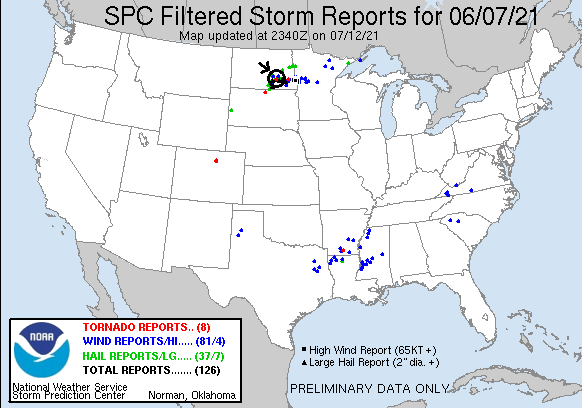 SPC Filtered Storm Reports for 06/07/21
Map updated at 2340Z on 07/12/21
TORNADO REPORTS.. (8)
WIND REPORTS/HI..... (81/4)
HAIL REPORTS/LG..... (37/7)
TOTAL REPORTS....... (126)
NOAA
National Weather Service
Storm Prediction Center Norman, Oklahoma
High Wind Report (65KT +)
Large Hail Report (2" dia. +)
PRELIMINARY DATA ONLY